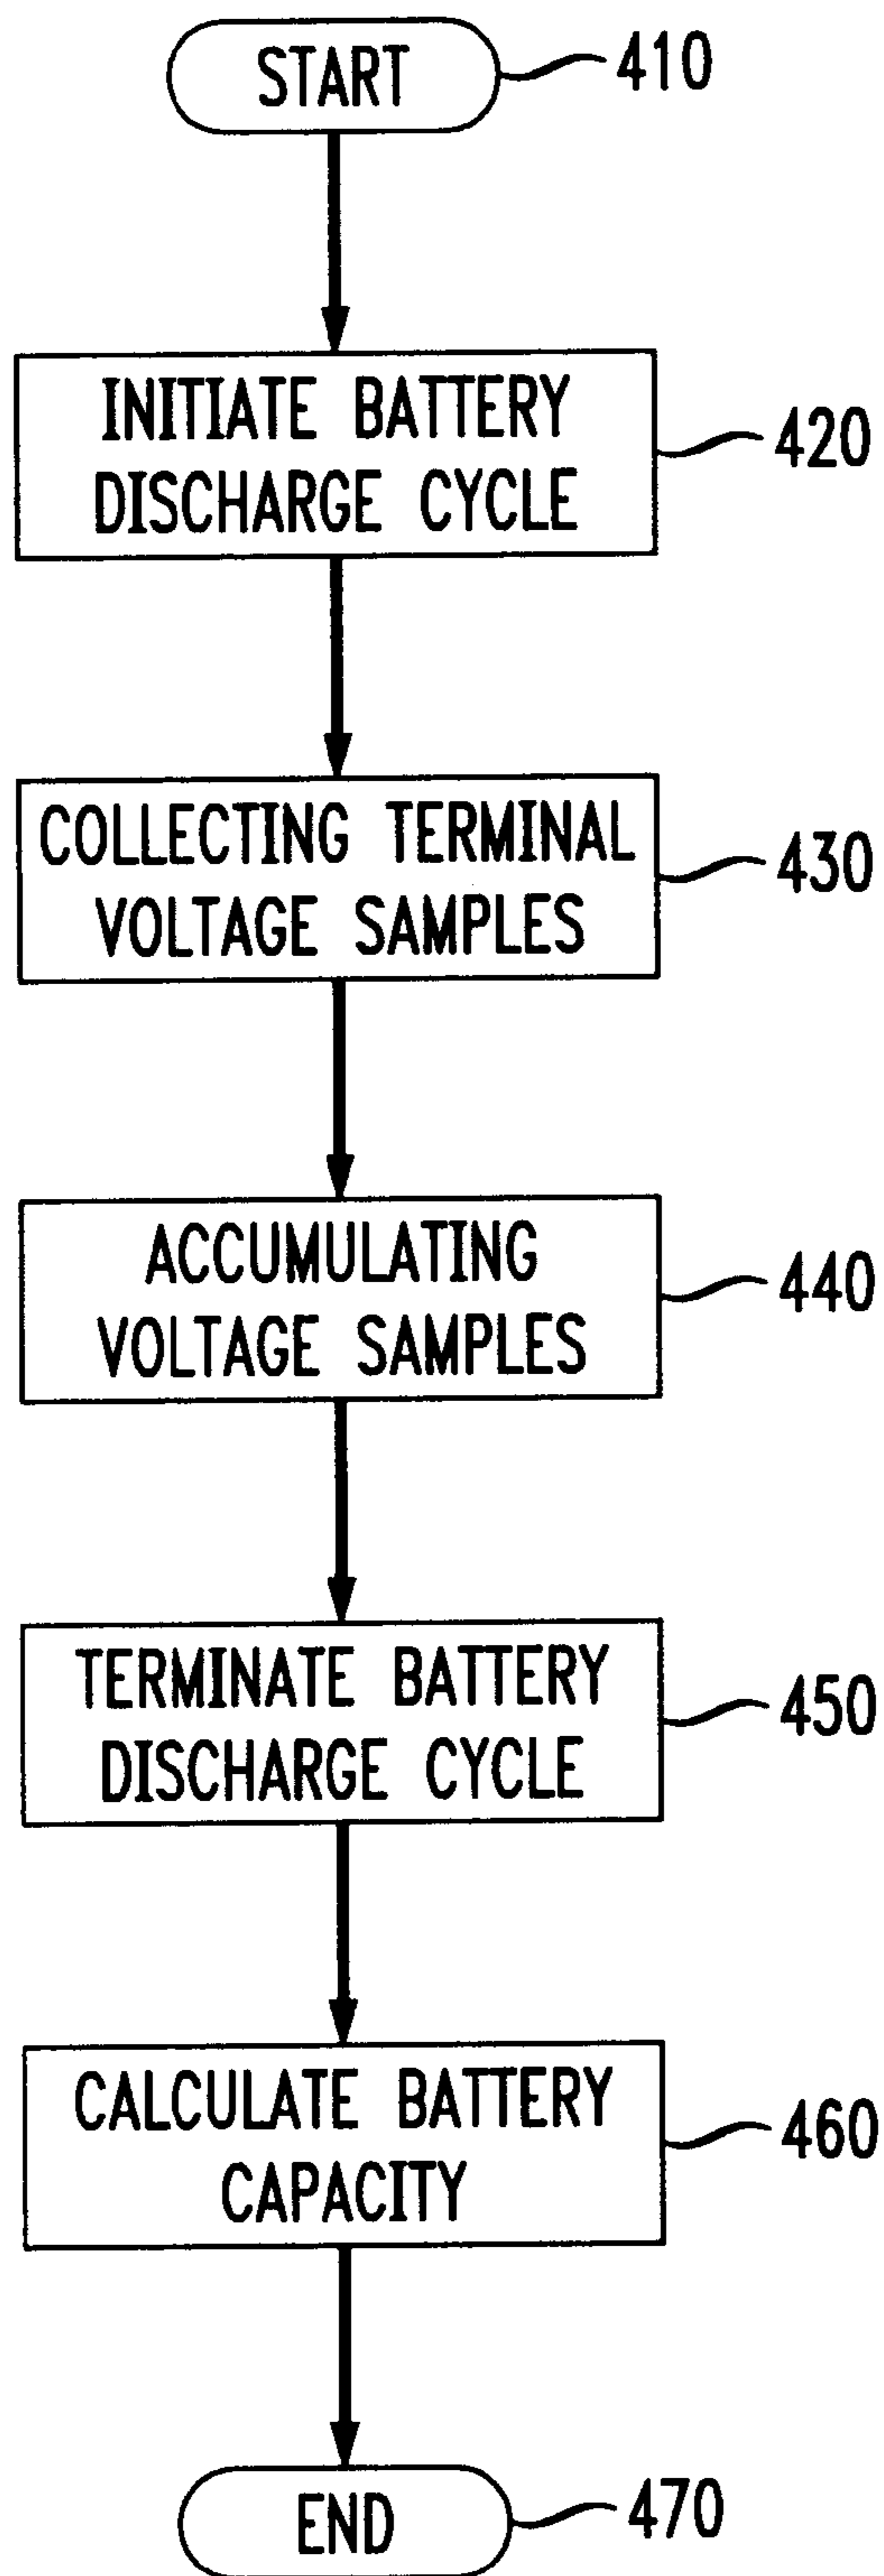 START
410
INITIATE BATTERY
DISCHARGE CYCLE
420
COLLECTING TERMINAL
VOLTAGE SAMPLES
430
ACCUMULATING
VOLTAGE SAMPLES
440
TERMINATE BATTERY
DISCHARGE CYCLE
450
CALCULATE BATTERY
CAPACITY
460
END
470